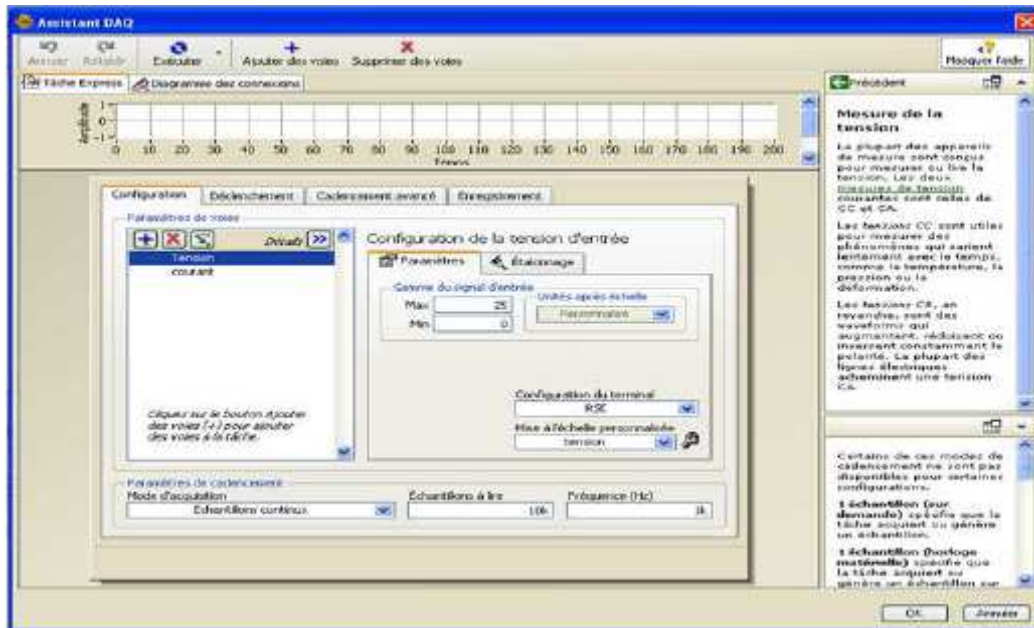 Assistant DAQ
Annuler Rétablir Exécuter Ajouter des voies Supprimer des voies Masquer l'aide
Tâche Express Diagramme des connexions
Amplitude
1
0
-1
0 10 20 30 40 50 60 70 80 90 100 110 120 130 140 150 160 170 180 190 200
Temps
Configuration Déclenchement Cadencement avancé Enregistrement
Paramètres de voies
Détails >>
Tension
courant
Cliquez sur le bouton Ajouter
des voies (+) pour ajouter
des voies à la tâche.
Configuration de la tension d'entrée
Paramètres Étalonnage
Gamme du signal d'entrée
Max 25
Min 0
Unités après échelle
Personnalisé
Configuration du terminal
RSE
Mise à l'échelle personnalisée
tension
Paramètres de cadencement
Mode d'acquisition Échantillons à lire Fréquence (Hz)
Echantillons continus 10k 1k
Précédent
Mesure de la
tension
La plupart des appareils
de mesure sont conçus
pour mesurer ou lire la
tension. Les deux
mesures de tension
courantes sont celles de
CC et CA.
Les tensions CC sont utiles
pour mesurer des
phénomènes qui varient
lentement avec le temps,
comme la température, la
pression ou la
déformation.
Les tensions CA, en
revanche, sont des
waveforms qui
augmentent, réduisent ou
inversent constamment la
polarité. La plupart des
lignes électriques
acheminent une tension
CA.
Certains de ces modes de
cadencement ne sont pas
disponibles pour certaines
configurations.
1 échantillon (sur
demande) spécifie que la
tâche acquiert ou génère
un échantillon.
1 échantillon (horloge
matérielle) spécifie que
la tâche acquiert ou
génère un échantillon sur
OK Annuler